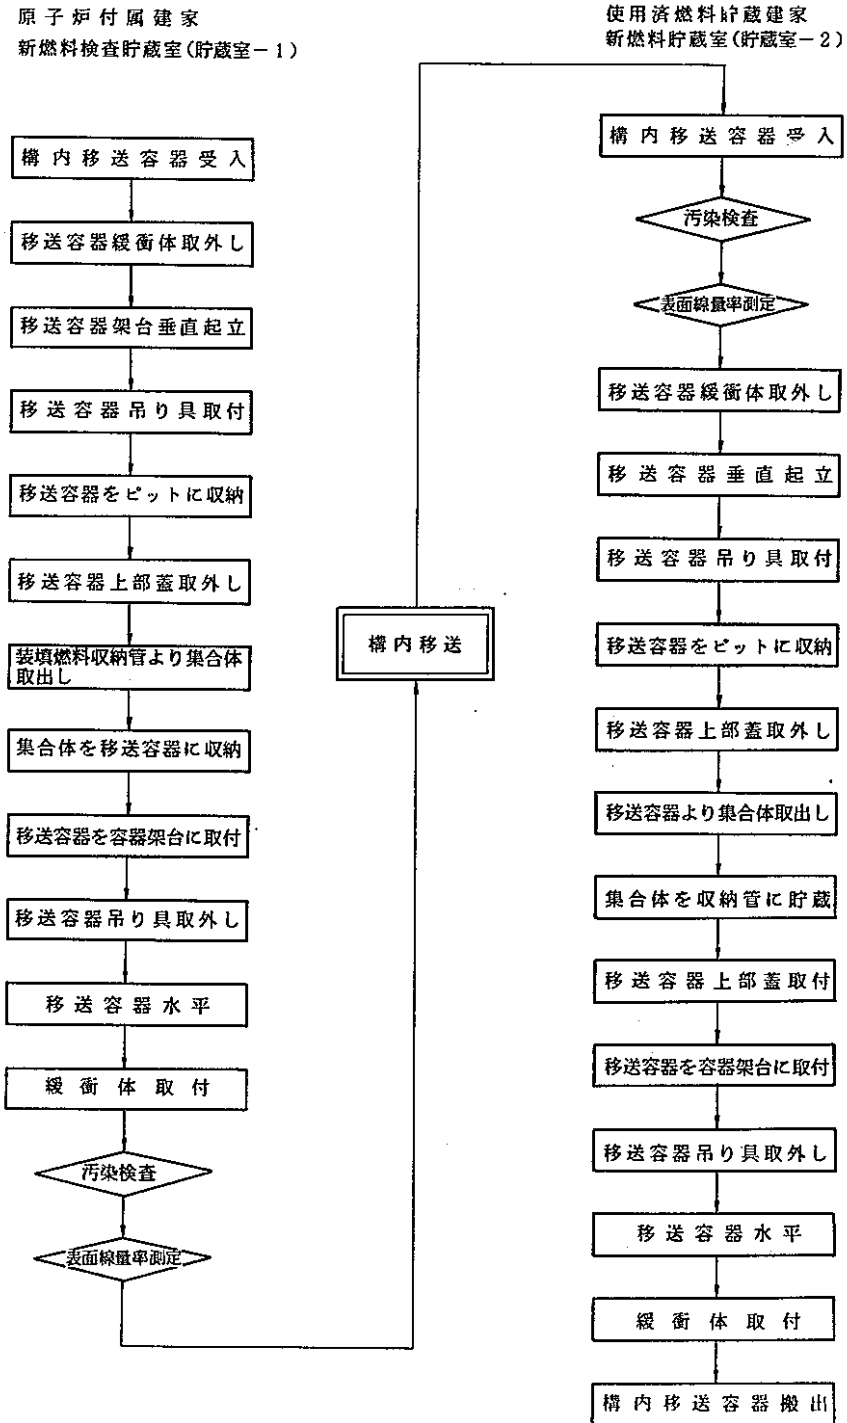 原子炉付属建家
新燃料検査貯蔵室(貯蔵室－1)
構内移送容器受入
移送容器緩衝体取外し
移送容器架台垂直起立
移送容器吊り具取付
移送容器をピットに収納
移送容器上部蓋取外し
装填燃料収納管より集合体
取出し
集合体を移送容器に収納
移送容器を容器架台に取付
移送容器吊り具取外し
移送容器水平
緩衝体取付
汚染検査
表面線量率測定
構内移送
使用済燃料貯蔵建家
新燃料貯蔵室(貯蔵室－2)
構内移送容器受入
汚染検査
表面線量率測定
移送容器緩衝体取外し
移送容器垂直起立
移送容器吊り具取付
移送容器をピットに収納
移送容器上部蓋取外し
移送容器より集合体取出し
集合体を収納管に貯蔵
移送容器上部蓋取付
移送容器を容器架台に取付
移送容器吊り具取外し
移送容器水平
緩衝体取付
構内移送容器搬出